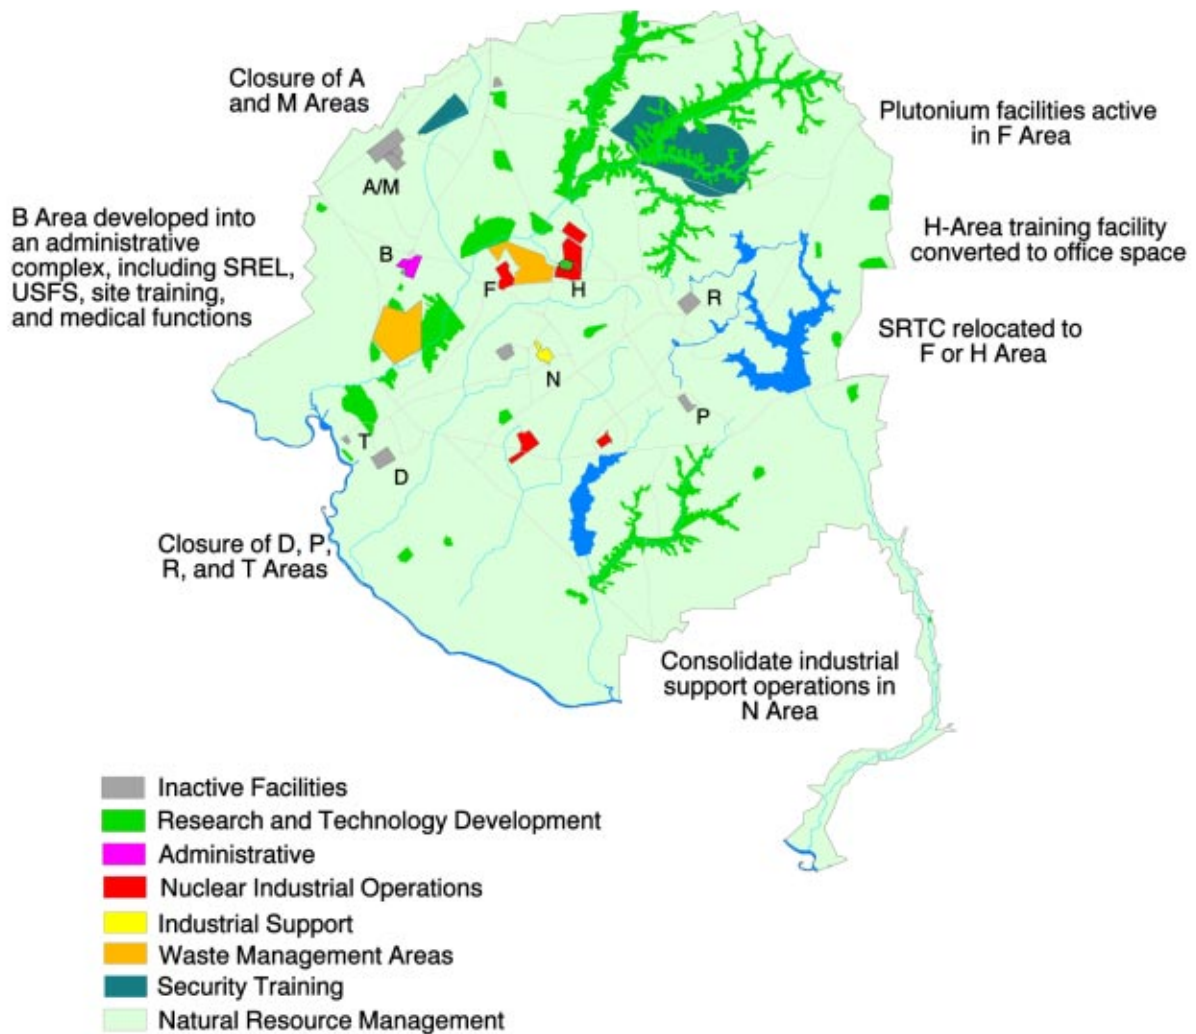 Closure of A
and M Areas
Plutonium facilities active
in F Area
A/M
B Area developed into
an administrative
complex, including SREL,
USFS, site training,
and medical functions
H-Area training facility
converted to office space
B
F
H
R
SRTC relocated to
F or H Area
N
P
T
D
Closure of D, P,
R, and T Areas
Consolidate industrial
support operations in
N Area
Inactive Facilities
Research and Technology Development
Administrative
Nuclear Industrial Operations
Industrial Support
Waste Management Areas
Security Training
Natural Resource Management